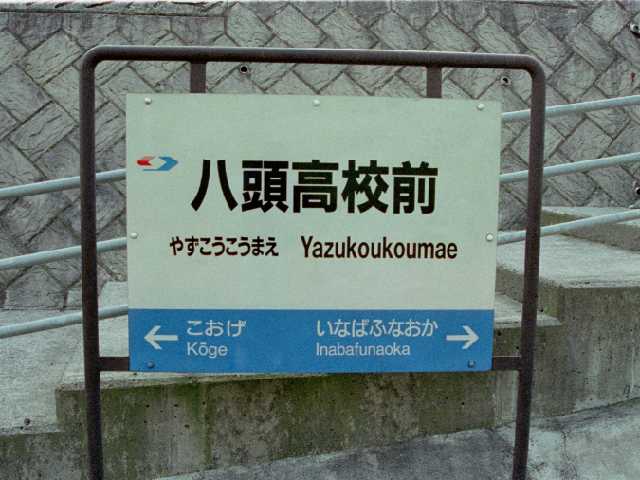 八頭高校前
やずこうこうまえ Yazukoukoumae
← こおげ いなばふなおか →
Kōge Inabafunaoka